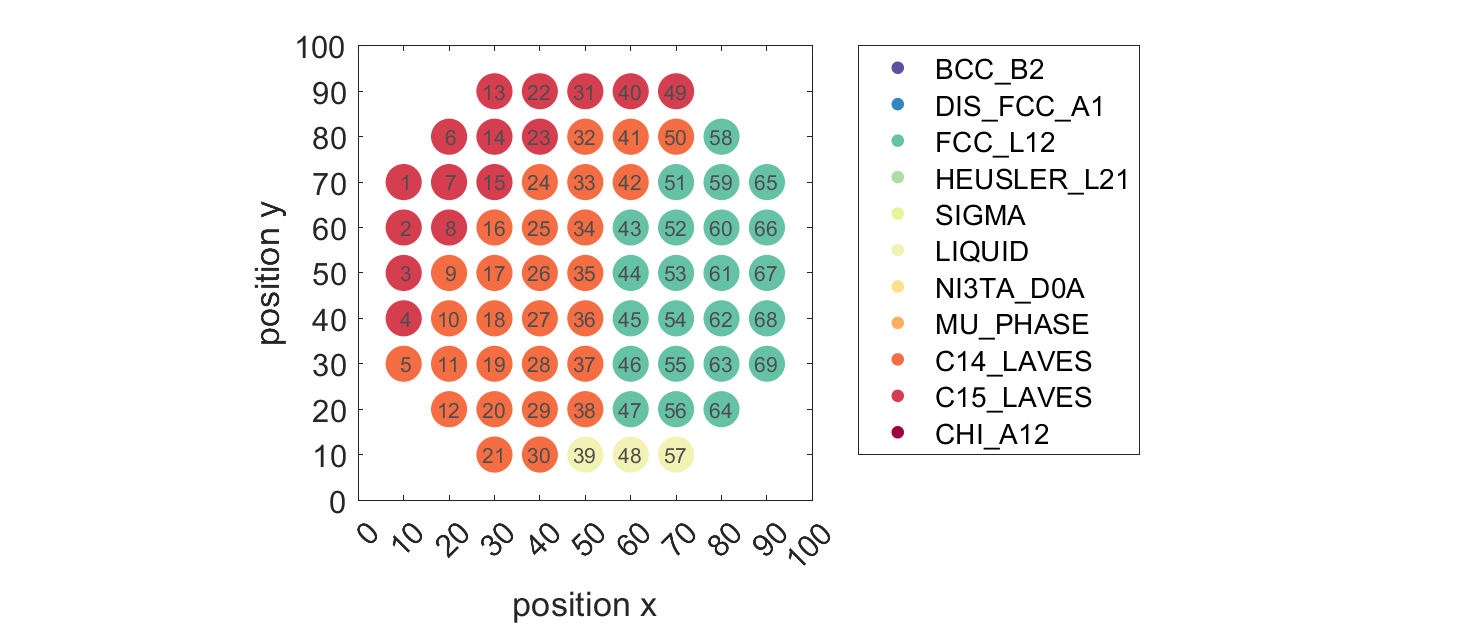 100
90
80
70
60
50
40
30
20
10
0
position y
13 22 31 40 49
6 14 23 32 41 50 58
1 7 15 24 33 42 51 59 65
2 8 16 25 34 43 52 60 66
3 9 17 26 35 44 53 61 67
4 10 18 27 36 45 54 62 68
5 11 19 28 37 46 55 63 69
12 20 29 38 47 56 64
21 30 39 48 57
0 10 20 30 40 50 60 70 80 90 100
position x
BCC_B2
DIS_FCC_A1
FCC_L12
HEUSLER_L21
SIGMA
LIQUID
NI3TA_D0A
MU_PHASE
C14_LAVES
C15_LAVES
CHI_A12